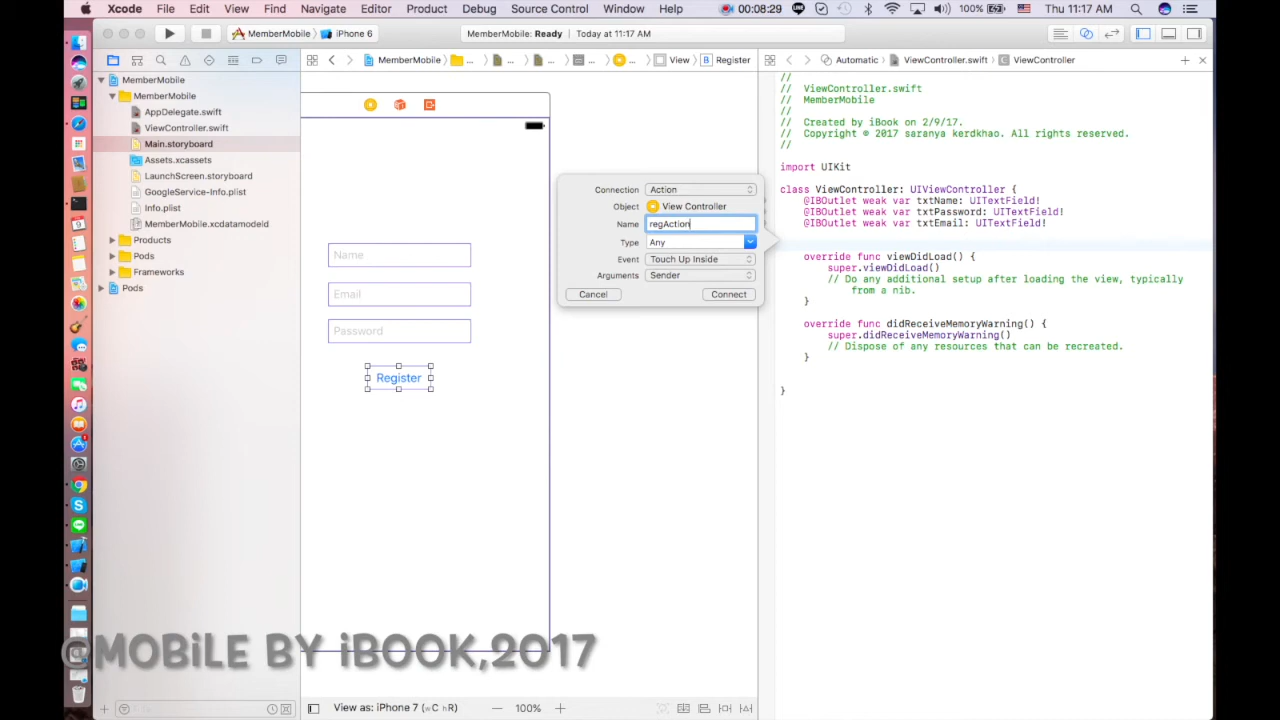 Xcode File Edit View Find Navigate Editor Product Debug Source Control Window Help 00:08:29 100% Thu 11:17 AM
MemberMobile iPhone 6 MemberMobile: Ready Today at 11:17 AM
MemberMobile View B Register Automatic ViewController.swift C ViewController
MemberMobile
MemberMobile
AppDelegate.swift
ViewController.swift
Main.storyboard
Assets.xcassets
LaunchScreen.storyboard
GoogleService-Info.plist
Info.plist
MemberMobile.xcdatamodeld
Products
Pods
Frameworks
Pods
Name
Email
Password
Register
Connection Action
Object View Controller
Name regAction
Type Any
Event Touch Up Inside
Arguments Sender
Cancel Connect
//
// ViewController.swift
// MemberMobile
//
// Created by iBook on 2/9/17.
// Copyright © 2017 saranya kerdkhao. All rights reserved.
//
import UIKit
class ViewController: UIViewController {
@IBOutlet weak var txtName: UITextField!
@IBOutlet weak var txtPassword: UITextField!
@IBOutlet weak var txtEmail: UITextField!
override func viewDidLoad() {
super.viewDidLoad()
// Do any additional setup after loading the view, typically
from a nib.
}
override func didReceiveMemoryWarning() {
super.didReceiveMemoryWarning()
// Dispose of any resources that can be recreated.
}
}
@MOBiLE BY iBOOK,2017
View as: iPhone 7 (wC hR) 100%